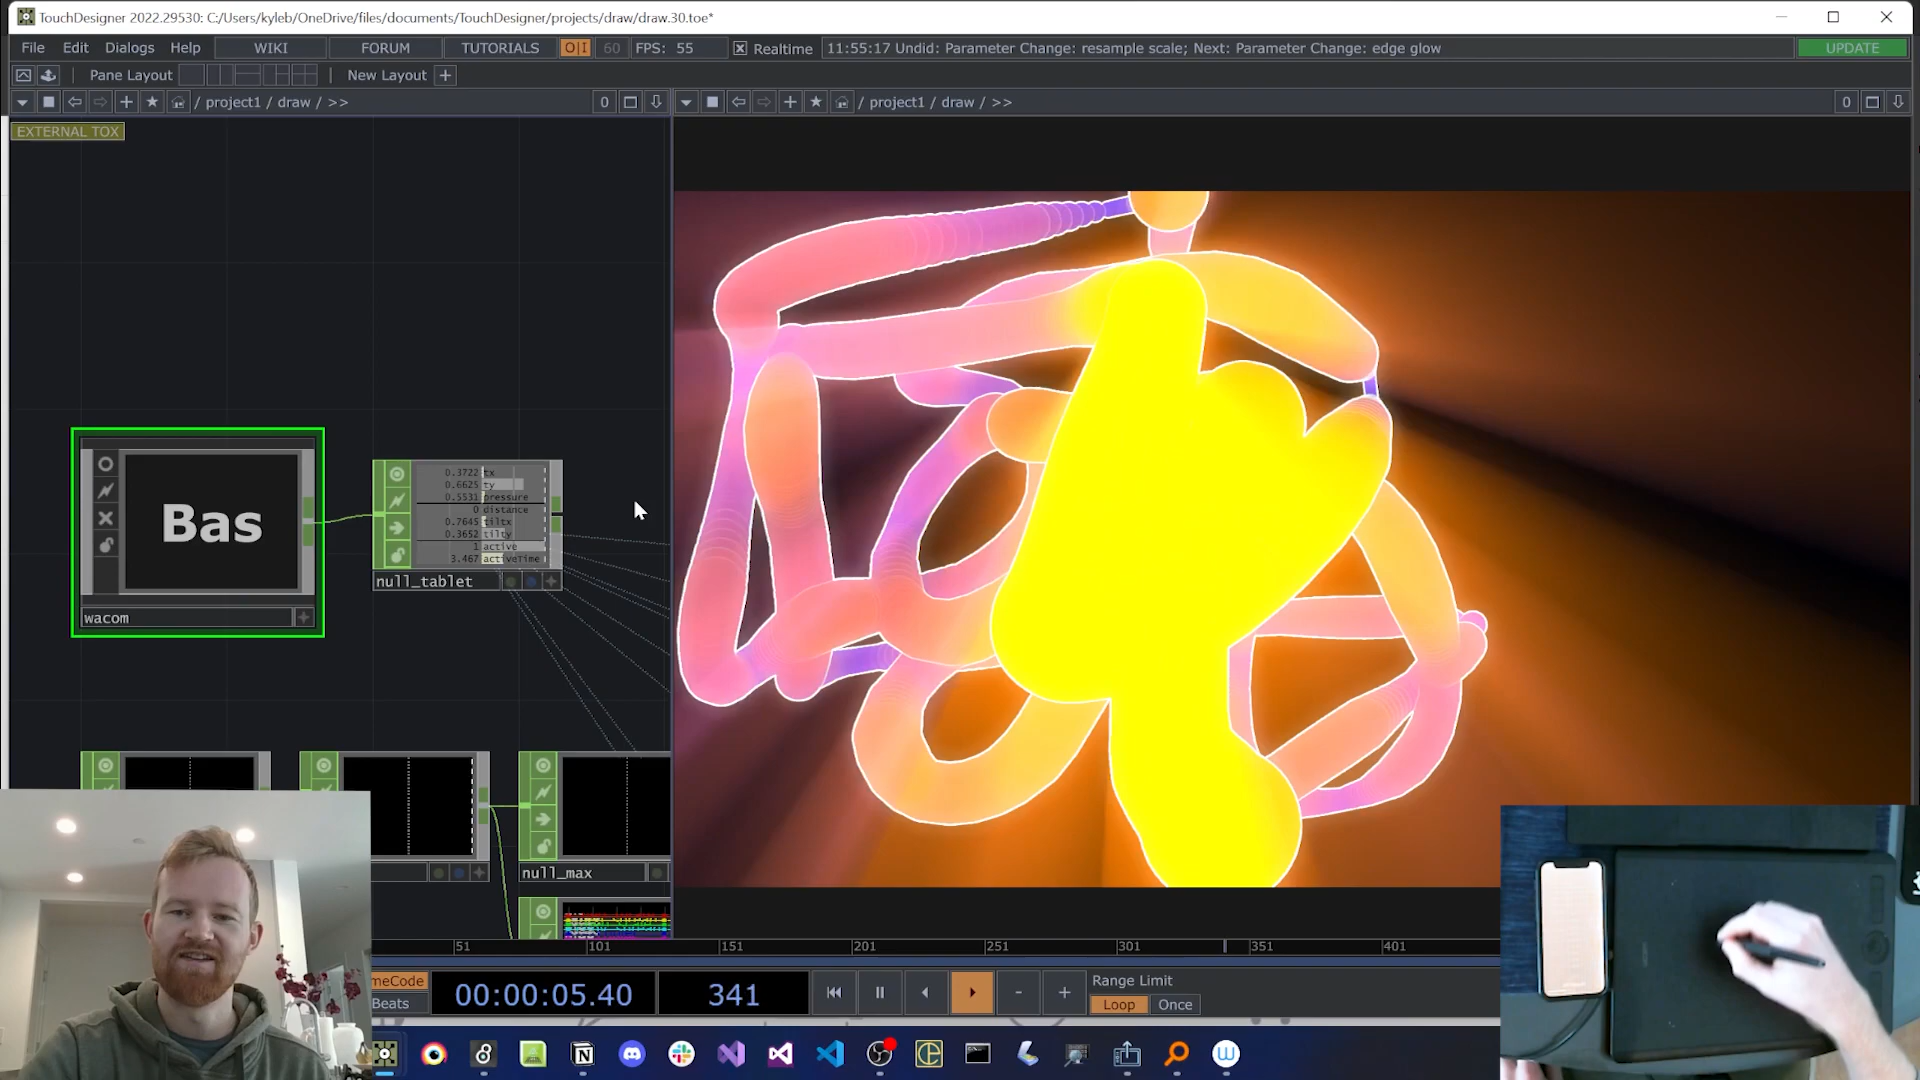 TouchDesigner 2022.29530: C:/Users/kyleb/OneDrive/files/documents/TouchDesigner/projects/draw/draw.30.toe*
File Edit Dialogs Help WIKI FORUM TUTORIALS O|I 60 FPS: 55 Realtime 11:55:17 Undid: Parameter Change: resample scale; Next: Parameter Change: edge glow UPDATE
Pane Layout New Layout +
/ project1 / draw / >> 0 / project1 / draw / >> 0
EXTERNAL TOX
0.3722 tx
0.6625 ty
0.5531 pressure
0 distance
0.7645 tiltx
0.3652 tilty
1 active
3.467 activeTime
Bas
null_tablet
wacom
null_max
51 101 151 201 251 301 351 401
meCode
Beats
00:00:05.40
341
Range Limit
Loop Once